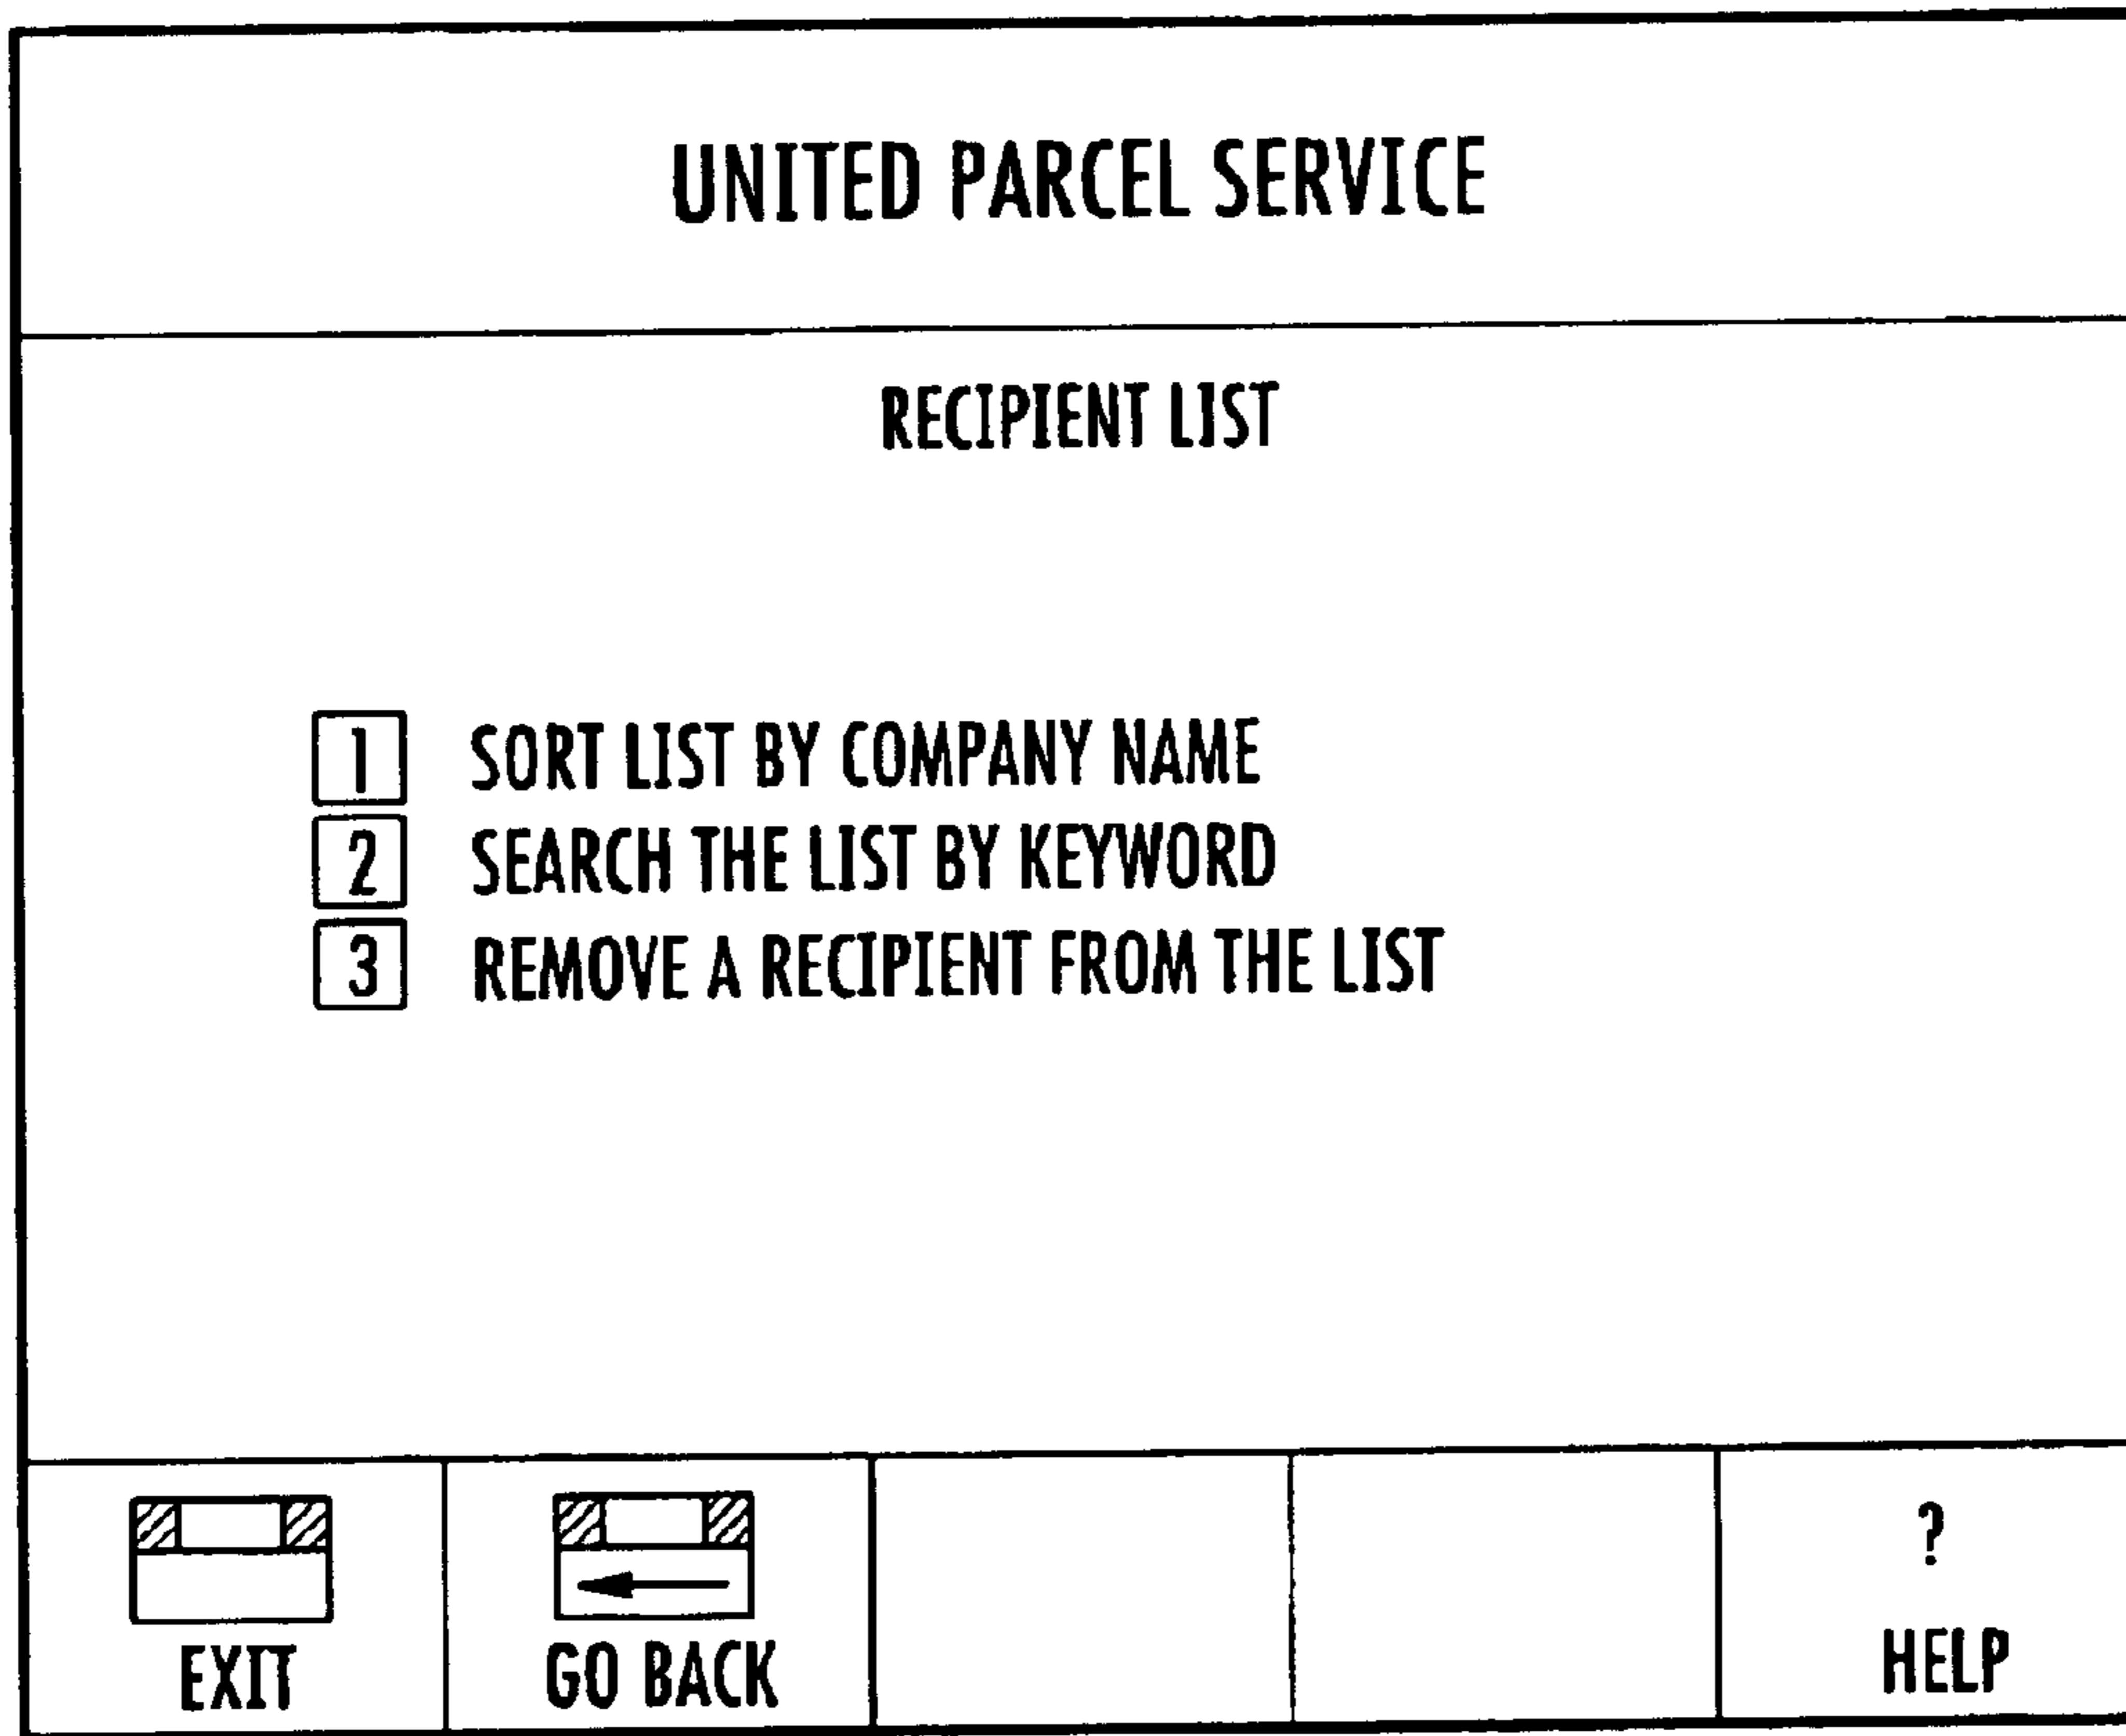 UNITED PARCEL SERVICE
RECIPIENT LIST
1 SORT LIST BY COMPANY NAME
2 SEARCH THE LIST BY KEYWORD
3 REMOVE A RECIPIENT FROM THE LIST
?
EXIT GO BACK HELP